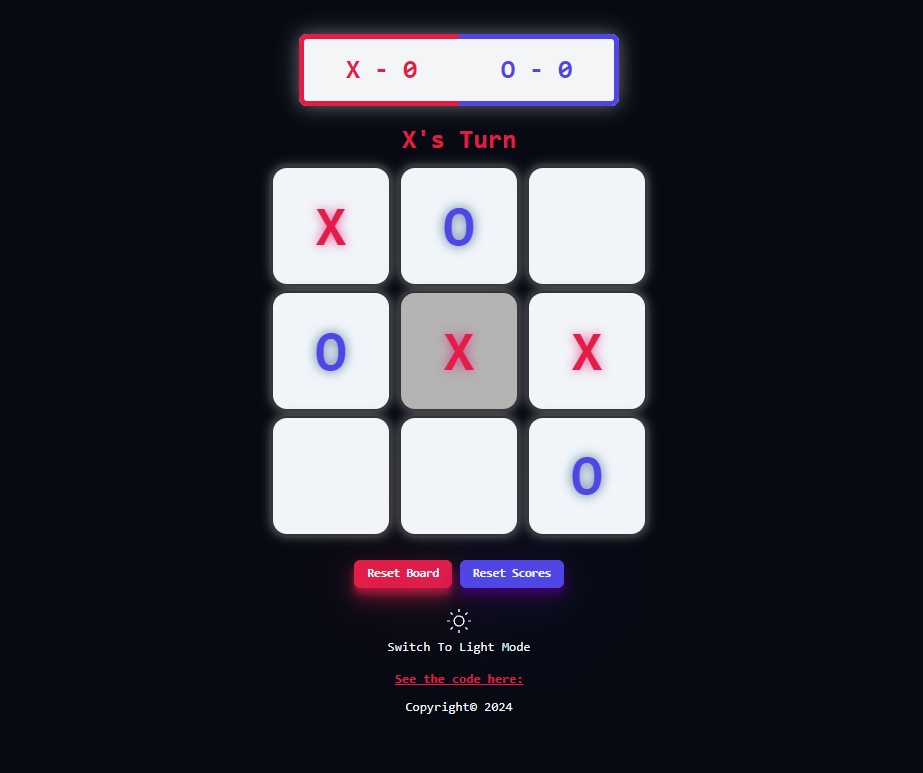 X - 0 O - 0
X's Turn
X O
O X X
O
Reset Board Reset Scores
Switch To Light Mode
See the code here:
Copyright© 2024